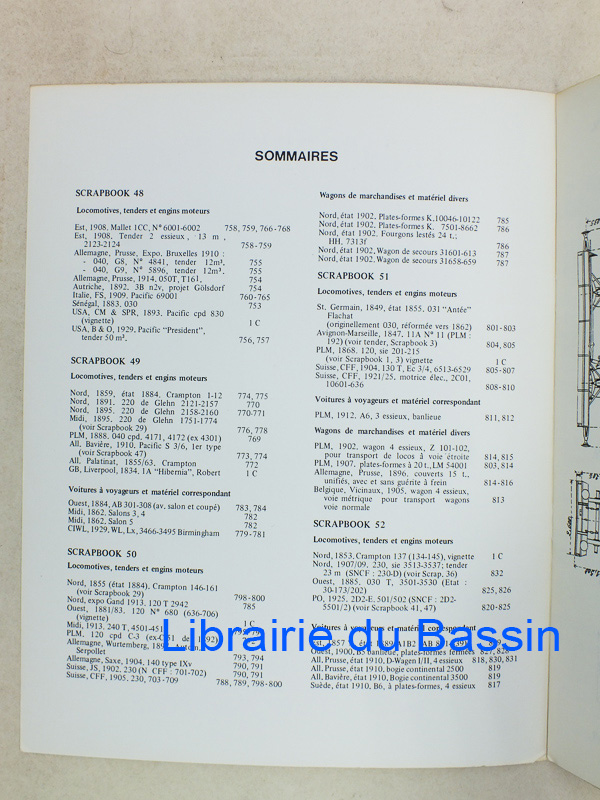 SOMMAIRES
SCRAPBOOK 48
Locomotives, tenders et engins moteurs
Est, 1908. Mallet 1CC, N° 6001-6002 758, 759, 766-768
Est, 1908. Tender 2 essieux, 13 m,
2123-2124 758-759
Allemagne, Prusse, Expo. Bruxelles 1910 :
- 040, G8, N° 4841, tender 12m³. 755
- 040, G9, N° 5896, tender 12m³. 755
Allemagne, Prusse, 1914, 050T, T161, 754
Autriche, 1892. 3B n2v, projet Gölsdorf 754
Italie, FS, 1909. Pacific 69001 760-765
Sénégal, 1883, 030 753
USA, CM & SPR, 1893. Pacific cpd 830
(vignette) 1 C
USA, B & O, 1929. Pacific "President",
tender 50 m³. 756, 757
SCRAPBOOK 49
Locomotives, tenders et engins moteurs
Nord, 1859, état 1884. Crampton 1-12 774, 775
Nord, 1891. 220 de Glehn 2121-2157 770
Nord, 1895. 220 de Glehn 2158-2160 770-771
Midi, 1895. 220 de Glehn 1751-1774
(voir Scrapbook 29) 776, 778
PLM, 1888. 040 cpd. 4171, 4172 (ex 4301) 769
All. Bavière, 1910. Pacific S 3/6, 1er type
(voir Scrapbook 47) 773, 774
All. Palatinat, 1855/63, Crampton 772
GB, Liverpool, 1834, 1A "Hibernia", Robert 1 C
Voitures à voyageurs et matériel correspondant
Ouest, 1884, AB 301-308 (av. salon et coupé) 783, 784
Midi, 1862. Salons 3, 4 782
Midi, 1862. Salon 5 782
CIWL, 1929. WL, Lx, 3466-3495 Birmingham 779-781
SCRAPBOOK 50
Locomotives, tenders et engins moteurs
Nord, 1855 (état 1884). Crampton 146-161
(voir Scrapbook 29) 798-800
Nord, expo Gand 1913. 120 T 2942 785
Ouest, 1881/83. 120 N° 680 (636-706)
(vignette) 1 C
Midi, 1913. 240 T, 4501-451
PLM, 120 cpd C-3 (ex-C 51 de 1892)
Allemagne, Wurtemberg,
Serpollet 793, 794
Allemagne, Saxe, 1904. 140 type IXv 790, 791
Suisse, JS, 1902. 230 (N CFF : 701-702) 790, 791
Suisse, CFF, 1905. 230, 703-709 788, 789, 798-800
Wagons de marchandises et matériel divers
Nord, état 1902. Plates-formes K.10046-10122 785
Nord, état 1902. Plates-formes K. 7501-8662 786
Nord, état 1902. Fourgons lestés 24 t.;
HH. 7313f 786
Nord, état 1902. Wagon de secours 31601-613 787
Nord, état 1902. Wagon de secours 31658-659 787
SCRAPBOOK 51
Locomotives, tenders et engins moteurs
St. Germain, 1849, état 1855, 031 "Antée"
Flachat
(originellement 030, réformée vers 1862) 801-803
Avignon-Marseille, 1847. 11A N° 11 (PLM :
192) (voir tender, Scrapbook 3) 804, 805
PLM, 1868. 120, sie 201-215
(voir Scrapbook 1, 3) vignette 1 C
Suisse, CFF, 1904. 130 T, Ec 3/4, 6513-6529 805-807
Suisse, CFF, 1921/25, motrice élec., 2C01,
10601-636 808-810
Voitures à voyageurs et matériel correspondant
PLM, 1912, A6, 3 essieux, banlieue 811, 812
Wagons de marchandises et matériel divers
PLM, 1902. wagon 4 essieux, Z 101-102,
pour transport de locos à voie étroite 814, 815
PLM, 1907. plates-formes à 20 t., LM 54001 803, 814
Allemagne, Prusse, 1896, couverts 15 t.,
unifiés, avec et sans guérite à frein 814-816
Belgique, Vicinaux, 1905, wagon 4 essieux,
voie métrique pour transport wagons 813
voie normale
SCRAPBOOK 52
Locomotives, tenders et engins moteurs
Nord, 1853. Crampton 137 (134-145), vignette 1 C
Nord, 1907/09, 230, sie 3513-3537; tender
23 m (SNCF : 230-D) (voir Scrap. 36) 832
Ouest, 1885. 030 T, 3501-3530 (Etat :
30-173/202) 825, 826
PO, 1925. 2D2-E. 501/502 (SNCF : 2D2-
5501/2) (voir Scrapbook 41, 47) 820-825
Voitures à voyageurs et matériel correspondant
Ouest, 1900, B5 banlieue, plates-formes fermées 827, 828
All, Prusse, état 1910, D-Wagen I/II, 4 essieux 818, 830, 831
All, Prusse, état 1910, bogie continental 2500 819
All, Bavière, état 1910, Bogie continental 3500 819
Suède, état 1910, B6, à plates-formes, 4 essieux 817
Librairie du Bassin